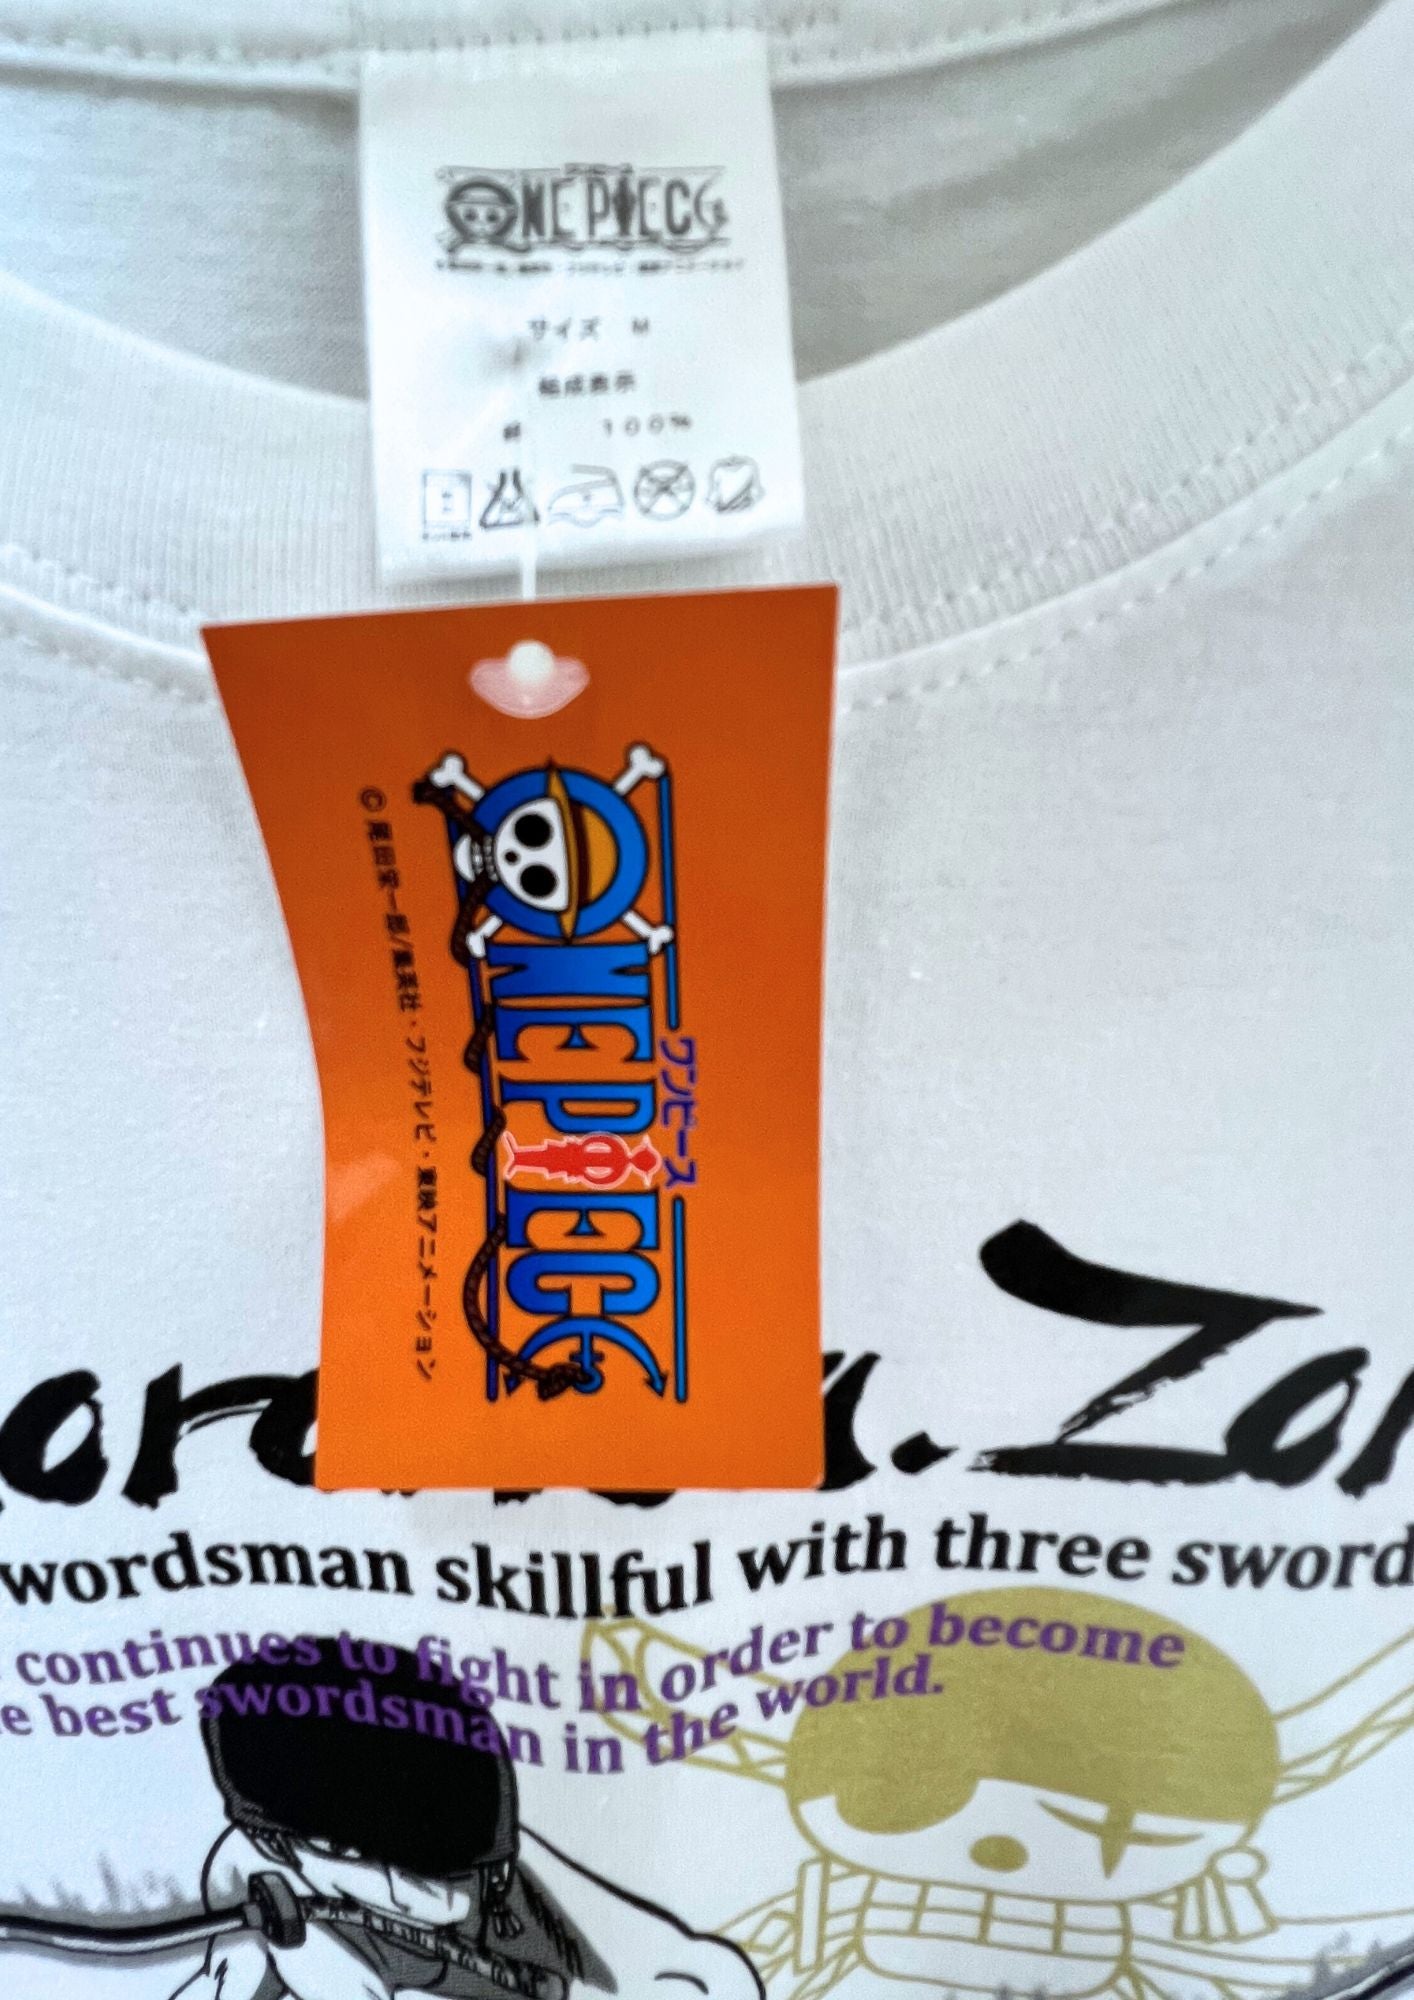 ONE PIECE
サイズ M
組成表示
綿 100%
ワンピース
ONE PIECE
©尾田栄一郎/集英社・フジテレビ・東映アニメーション
. Zor
wordsman skillful with three sword
continues to fight in order to become
e best swordsman in the world.